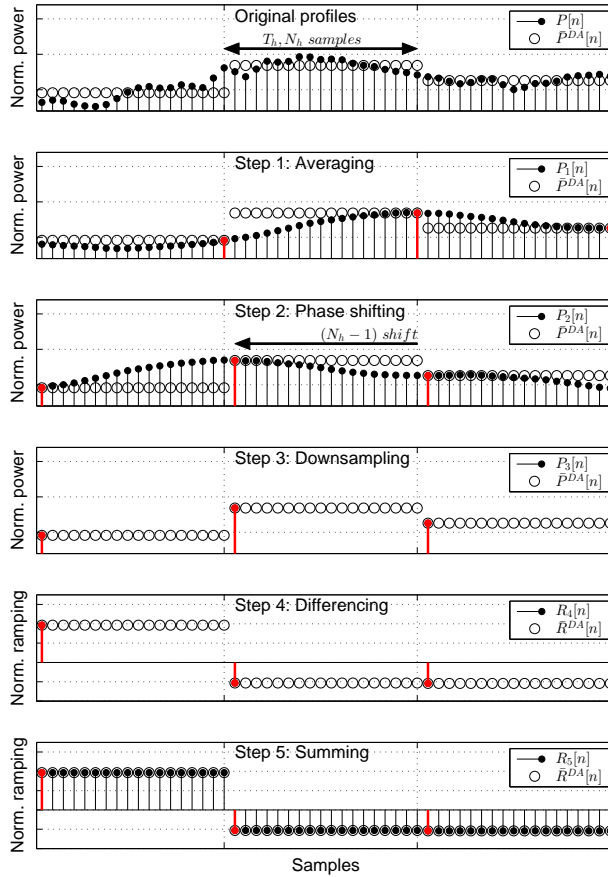 Original profiles
T_h, N_h samples
P[n]
P̄^{DA}[n]
Norm. power
Step 1: Averaging
P_1[n]
P̄^{DA}[n]
Norm. power
Step 2: Phase shifting
(N_h − 1) shift
P_2[n]
P̄^{DA}[n]
Norm. power
Step 3: Downsampling
P_3[n]
P̄^{DA}[n]
Norm. power
Step 4: Differencing
R_4[n]
R̄^{DA}[n]
Norm. ramping
Step 5: Summing
R_5[n]
R̄^{DA}[n]
Norm. ramping
Samples